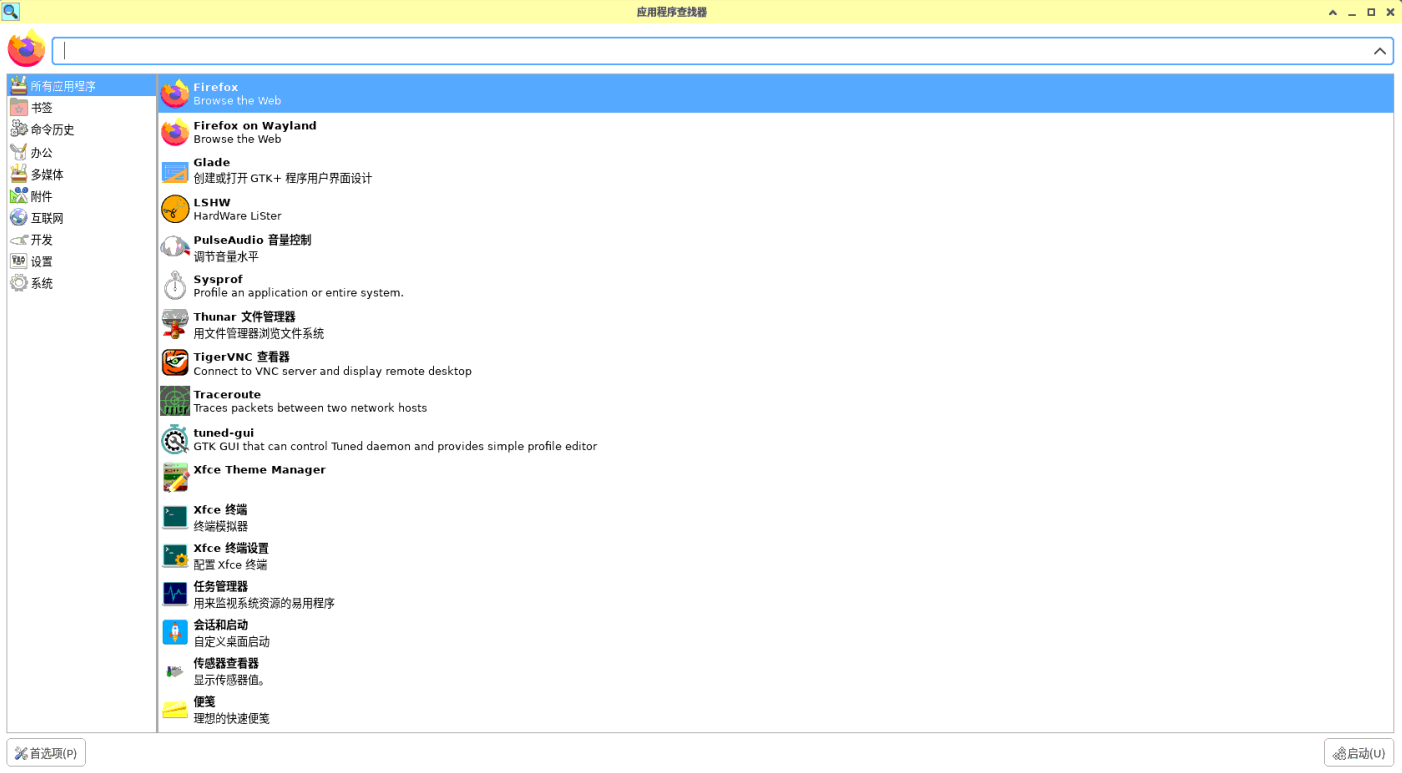 应用程序查找器
所有应用程序
书签
命令历史
办公
多媒体
附件
互联网
开发
设置
系统
Firefox
Browse the Web
Firefox on Wayland
Browse the Web
Glade
创建或打开 GTK+ 程序用户界面设计
LSHW
HardWare LiSter
PulseAudio 音量控制
调节音量水平
Sysprof
Profile an application or entire system.
Thunar 文件管理器
用文件管理器浏览文件系统
TigerVNC 查看器
Connect to VNC server and display remote desktop
Traceroute
Traces packets between two network hosts
tuned-gui
GTK GUI that can control Tuned daemon and provides simple profile editor
Xfce Theme Manager
Xfce 终端
终端模拟器
Xfce 终端设置
配置 Xfce 终端
任务管理器
用来监视系统资源的易用程序
会话和启动
自定义桌面启动
传感器查看器
显示传感器值。
便笺
理想的快速便笺
首选项(P)
启动(U)